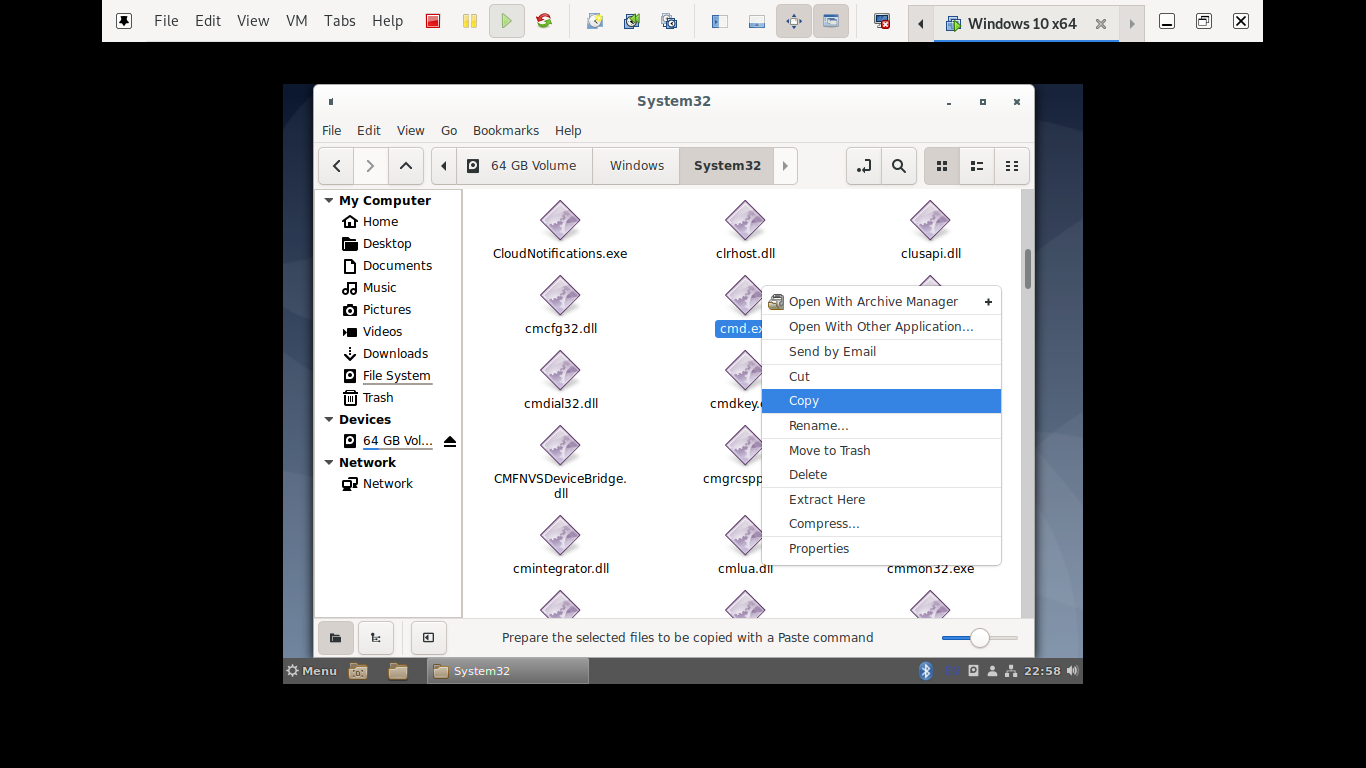 File Edit View VM Tabs Help
Windows 10 x64
System32
File Edit View Go Bookmarks Help
64 GB Volume Windows System32
My Computer
Home
Desktop
Documents
Music
Pictures
Videos
Downloads
File System
Trash
Devices
64 GB Vol...
Network
Network
CloudNotifications.exe clrhost.dll clusapi.dll
cmcfg32.dll
cmdial32.dll
CMFNVSDeviceBridge.
dll
cmintegrator.dll cmlua.dll cmmon32.exe
Open With Archive Manager
Open With Other Application...
Send by Email
Cut
Copy
Rename...
Move to Trash
Delete
Extract Here
Compress...
Properties
Prepare the selected files to be copied with a Paste command
Menu System32 22:58